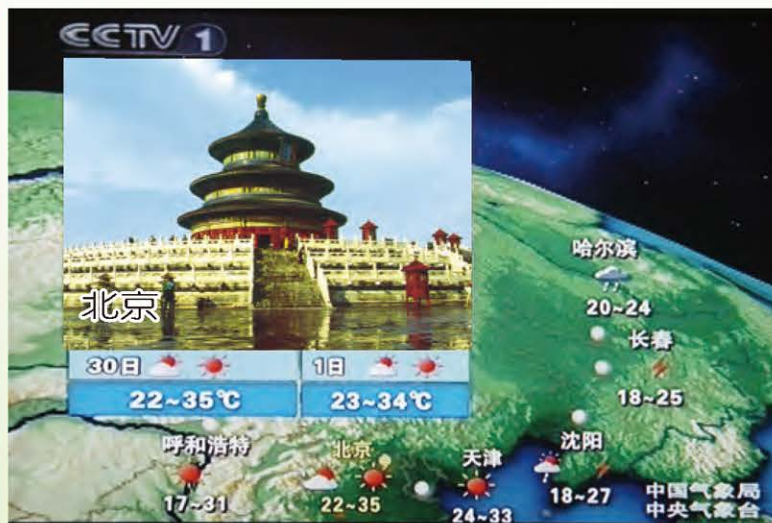 CCTV 1
北京
30日
1日
22~35℃
23~34℃
哈尔滨
20~24
长春
18~25
呼和浩特
17~31
北京
22~35
天津
24~33
沈阳
18~27
中国气象局
中央气象台